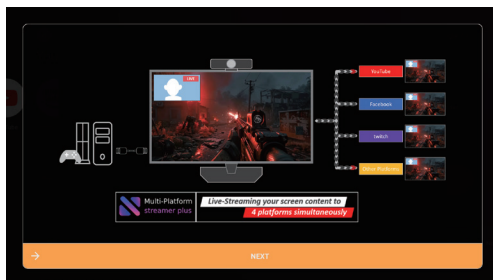 LIVE
YouTube
Facebook
twitch
Other Platforms
Multi-Platform
streamer plus
Live-Streaming your screen content to
4 platforms simultaneously
NEXT